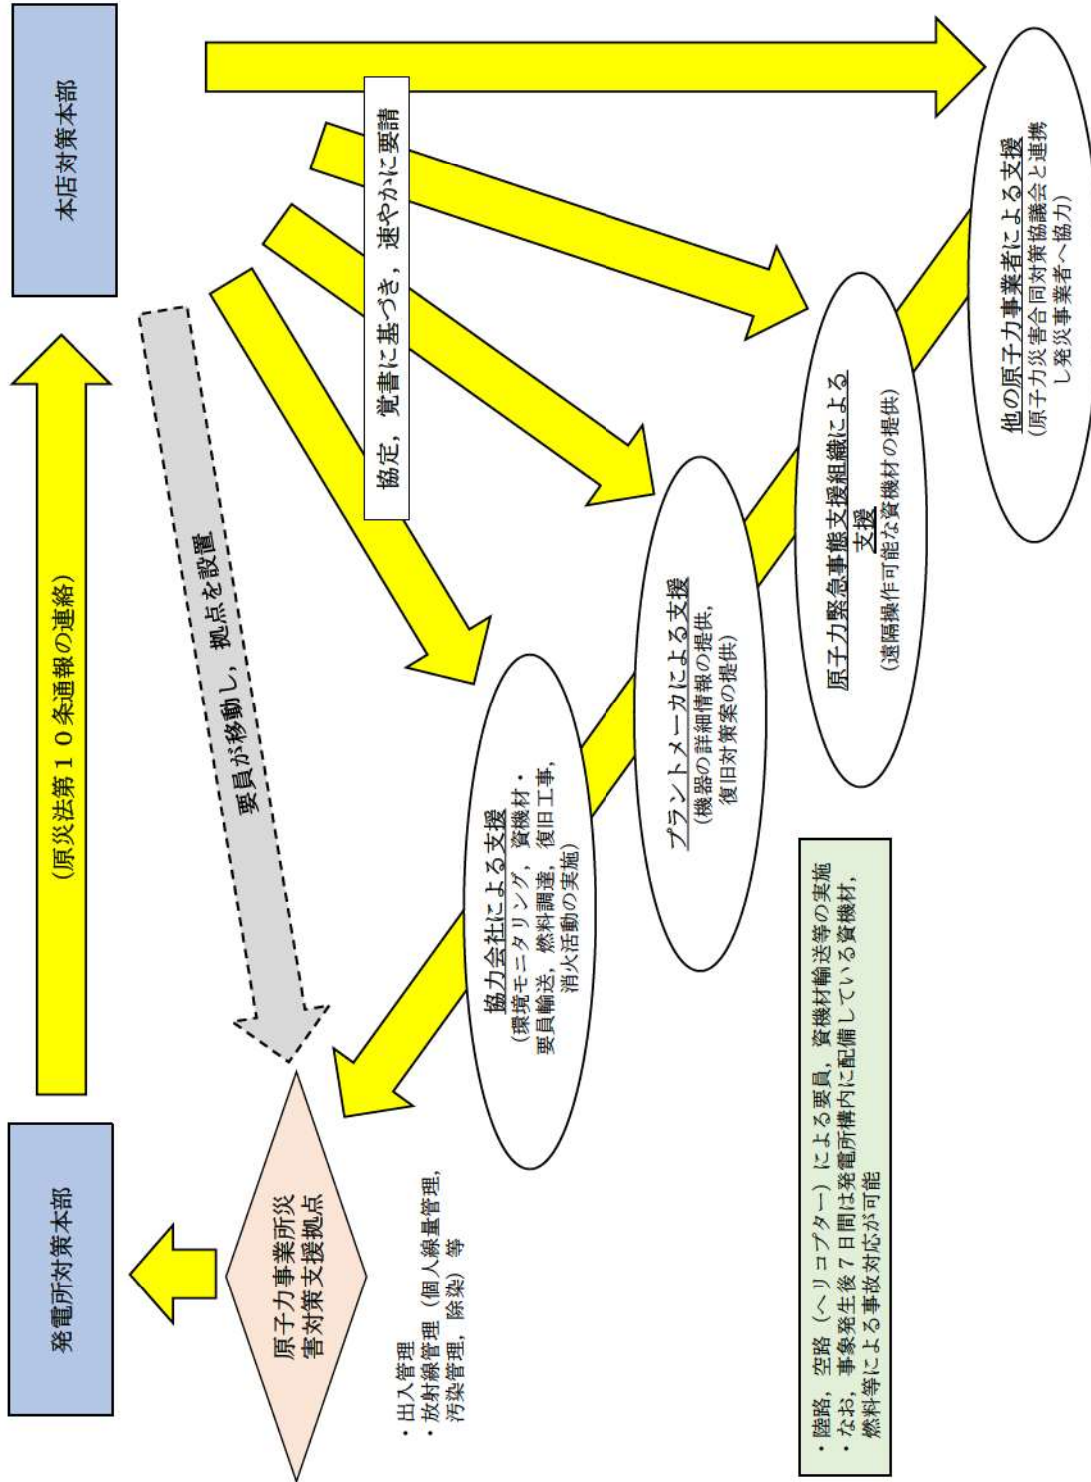 発電所対策本部
(原災法第１０条通報の連絡)
本店対策本部
要員が移動し，拠点を設置
原子力事業所災
害対策支援拠点
・出入管理
・放射線管理（個人線量管理，
汚染管理，除染）等
協定，覚書に基づき，速やかに要請
協力会社による支援
(環境モニタリング，資機材・
要員輸送，燃料調達，復旧工事，
消火活動の実施)
プラントメーカによる支援
(機器の詳細情報の提供，
復旧対策案の提供)
原子力緊急事態支援組織による
支援
(遠隔操作可能な資機材の提供)
他の原子力事業者による支援
(原子力災害合同対策協議会と連携
し発災事業者へ協力)
・陸路，空路（ヘリコプター）による要員，資機材輸送等の実施
・なお，事象発生後７日間は発電所構内に配備している資機材，
燃料等による事故対応が可能